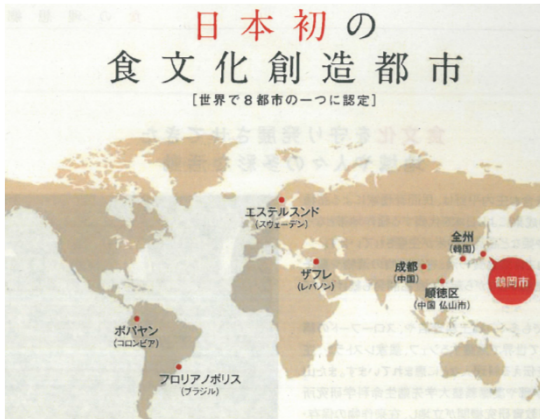 日本初の
食文化創造都市
[世界で8都市の一つに認定]
エステルスンド
(スウェーデン)
全州
(韓国)
ザフレ
(レバノン)
成都
(中国)
順徳区
(中国 仏山市)
鶴岡市
ポパヤン
(コロンビア)
フロリアノポリス
(ブラジル)